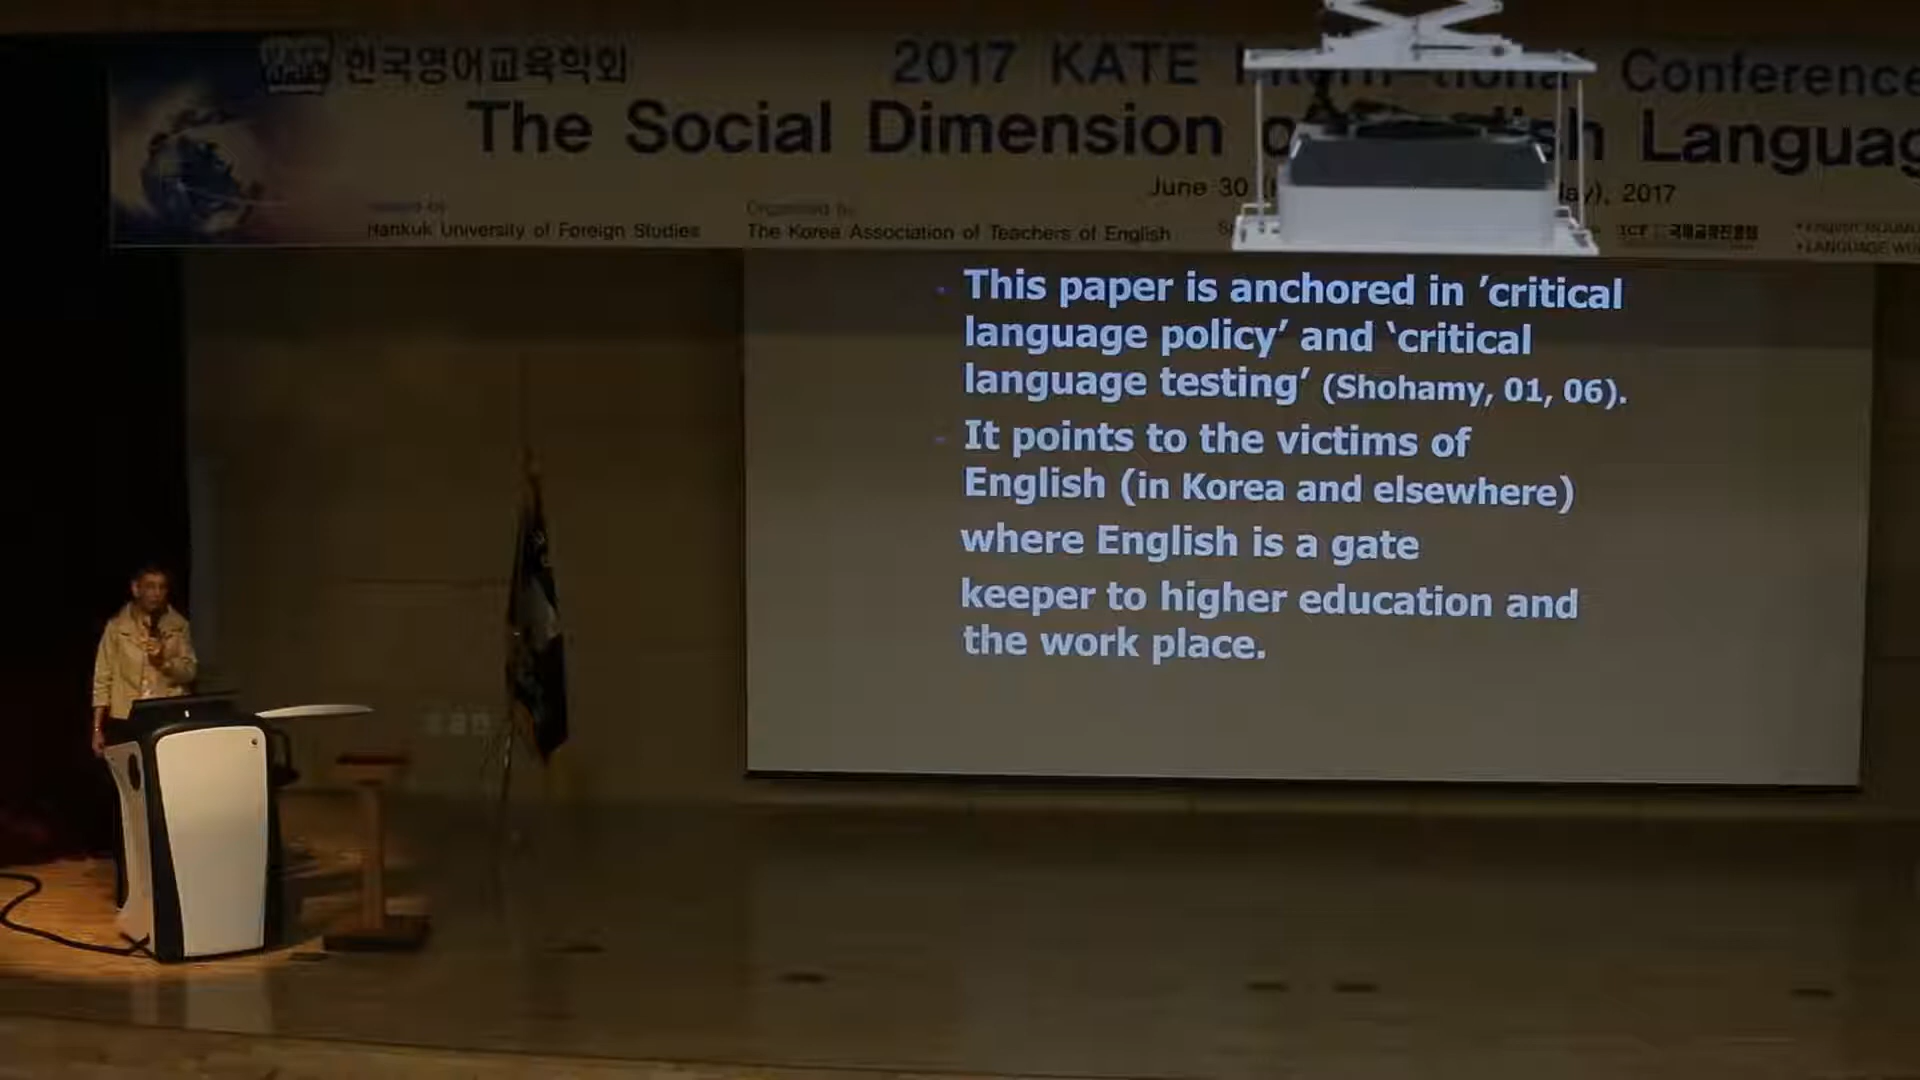 한국영어교육학회
2017 KATE Conference
The Social Dimension Languag
June 30 2017
Hankuk University of Foreign Studies
Organized by
The Korea Association of Teachers of English
This paper is anchored in ’critical
language policy’ and ‘critical
language testing’ (Shohamy, 01, 06).
It points to the victims of
English (in Korea and elsewhere)
where English is a gate
keeper to higher education and
the work place.